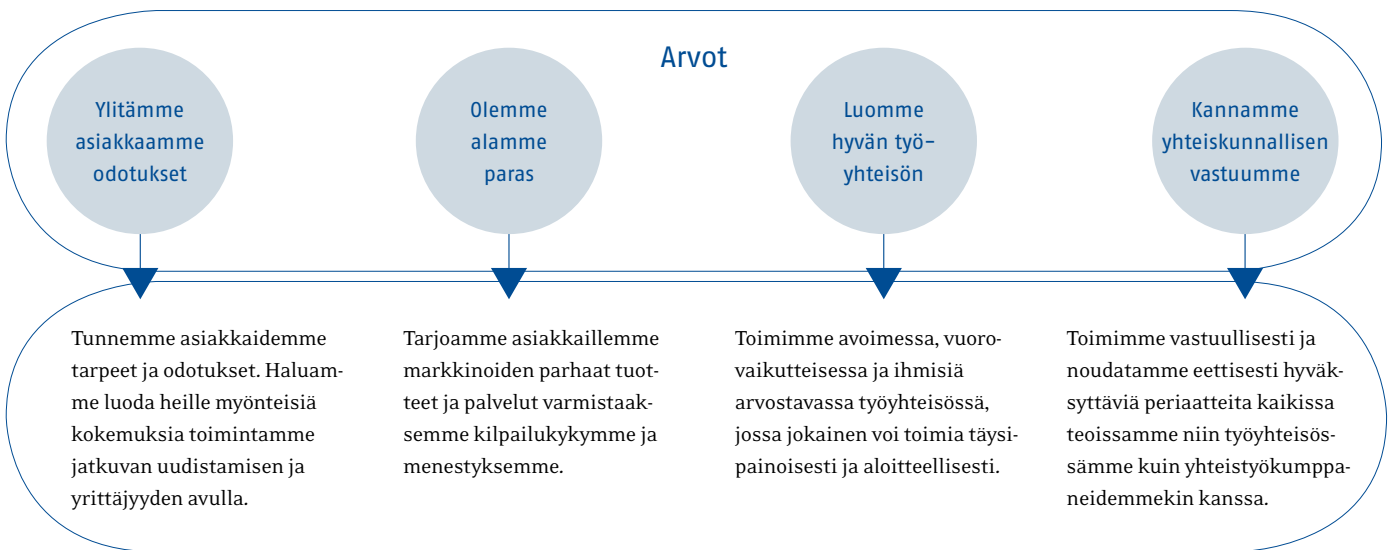 Arvot
Ylitämme
asiakkaamme
odotukset
Olemme
alamme
paras
Luomme
hyvän työ-
yhteisön
Kannamme
yhteiskunnallisen
vastuumme
Tunnemme asiakkaidemme
tarpeet ja odotukset. Haluam-
me luoda heille myönteisiä
kokemuksia toimintamme
jatkuvan uudistamisen ja
yrittäjyyden avulla.
Tarjoamme asiakkaillemme
markkinoiden parhaat tuot-
teet ja palvelut varmistaak-
semme kilpailukykymme ja
menestyksemme.
Toimimme avoimessa, vuoro-
vaikutteisessa ja ihmisiä
arvostavassa työyhteisössä,
jossa jokainen voi toimia täysi-
painoisesti ja aloitteellisesti.
Toimimme vastuullisesti ja
noudatamme eettisesti hyväk-
syttäviä periaatteita kaikissa
teoissamme niin työyhteisös-
sämme kuin yhteistyökumppa-
neidemmekin kanssa.